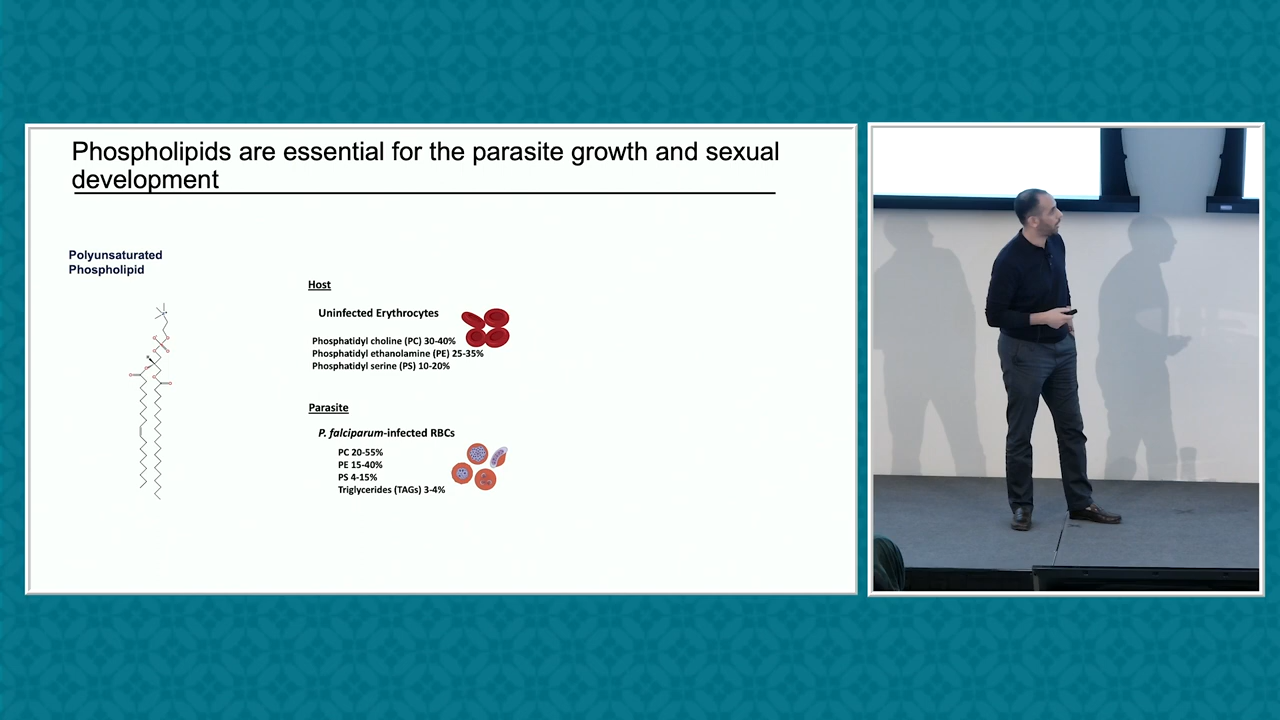 Phospholipids are essential for the parasite growth and sexual
development
Polyunsaturated
Phospholipid
Host
Uninfected Erythrocytes
Phosphatidyl choline (PC) 30-40%
Phosphatidyl ethanolamine (PE) 25-35%
Phosphatidyl serine (PS) 10-20%
Parasite
P. falciparum-infected RBCs
PC 20-55%
PE 15-40%
PS 4-15%
Triglycerides (TAGs) 3-4%